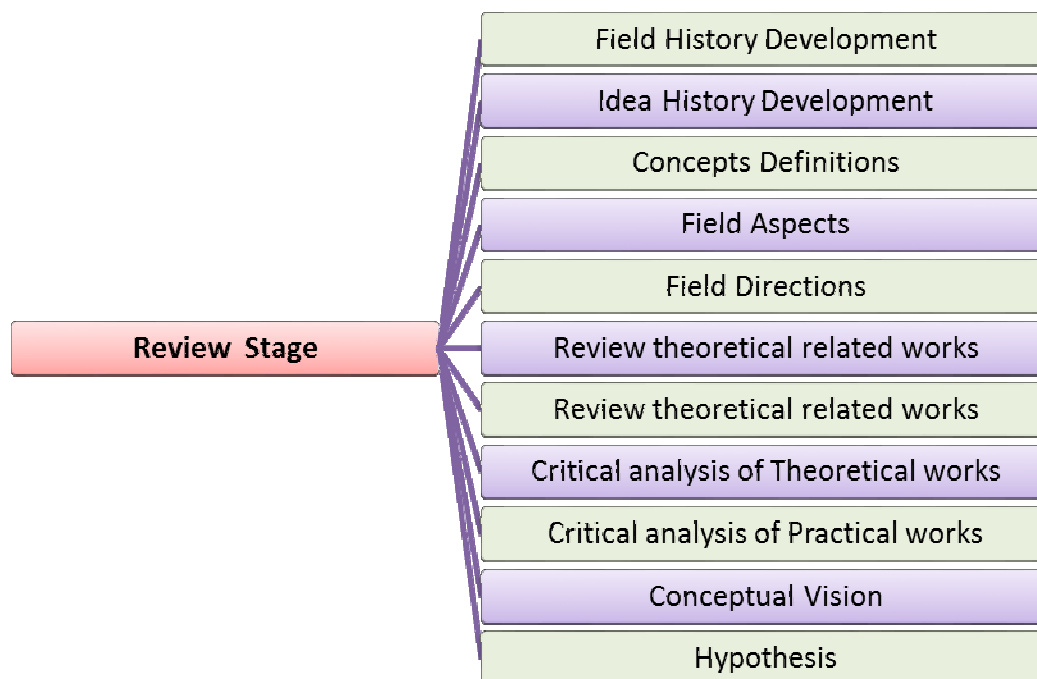 Field History Development
Idea History Development
Concepts Definitions
Field Aspects
Field Directions
Review Stage
Review theoretical related works
Review theoretical related works
Critical analysis of Theoretical works
Critical analysis of Practical works
Conceptual Vision
Hypothesis